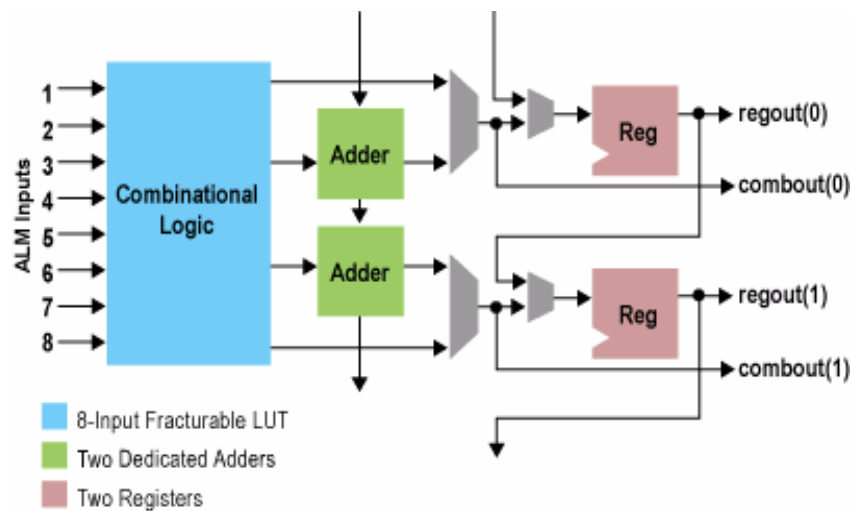 ALM Inputs
1
2
3
4
5
6
7
8
Combinational
Logic
Adder
Adder
Reg
Reg
regout(0)
combout(0)
regout(1)
combout(1)
8-Input Fracturable LUT
Two Dedicated Adders
Two Registers